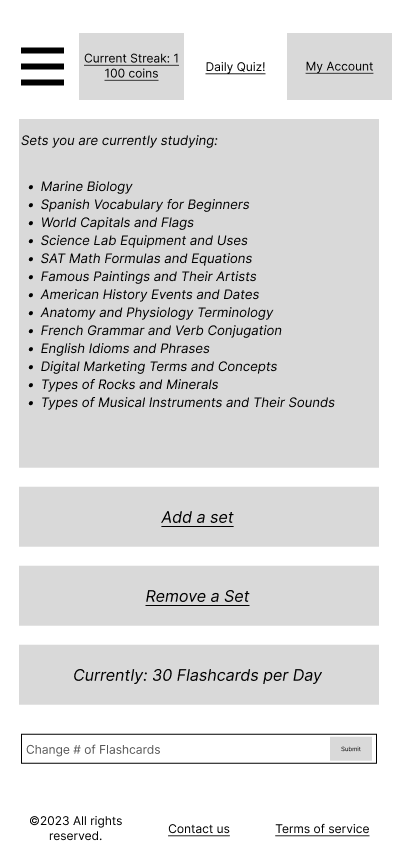 Current Streak: 1
100 coins
Daily Quiz!
My Account
Sets you are currently studying:
• Marine Biology
• Spanish Vocabulary for Beginners
• World Capitals and Flags
• Science Lab Equipment and Uses
• SAT Math Formulas and Equations
• Famous Paintings and Their Artists
• American History Events and Dates
• Anatomy and Physiology Terminology
• French Grammar and Verb Conjugation
• English Idioms and Phrases
• Digital Marketing Terms and Concepts
• Types of Rocks and Minerals
• Types of Musical Instruments and Their Sounds
Add a set
Remove a Set
Currently: 30 Flashcards per Day
Change # of Flashcards
Submit
©2023 All rights
reserved.
Contact us
Terms of service